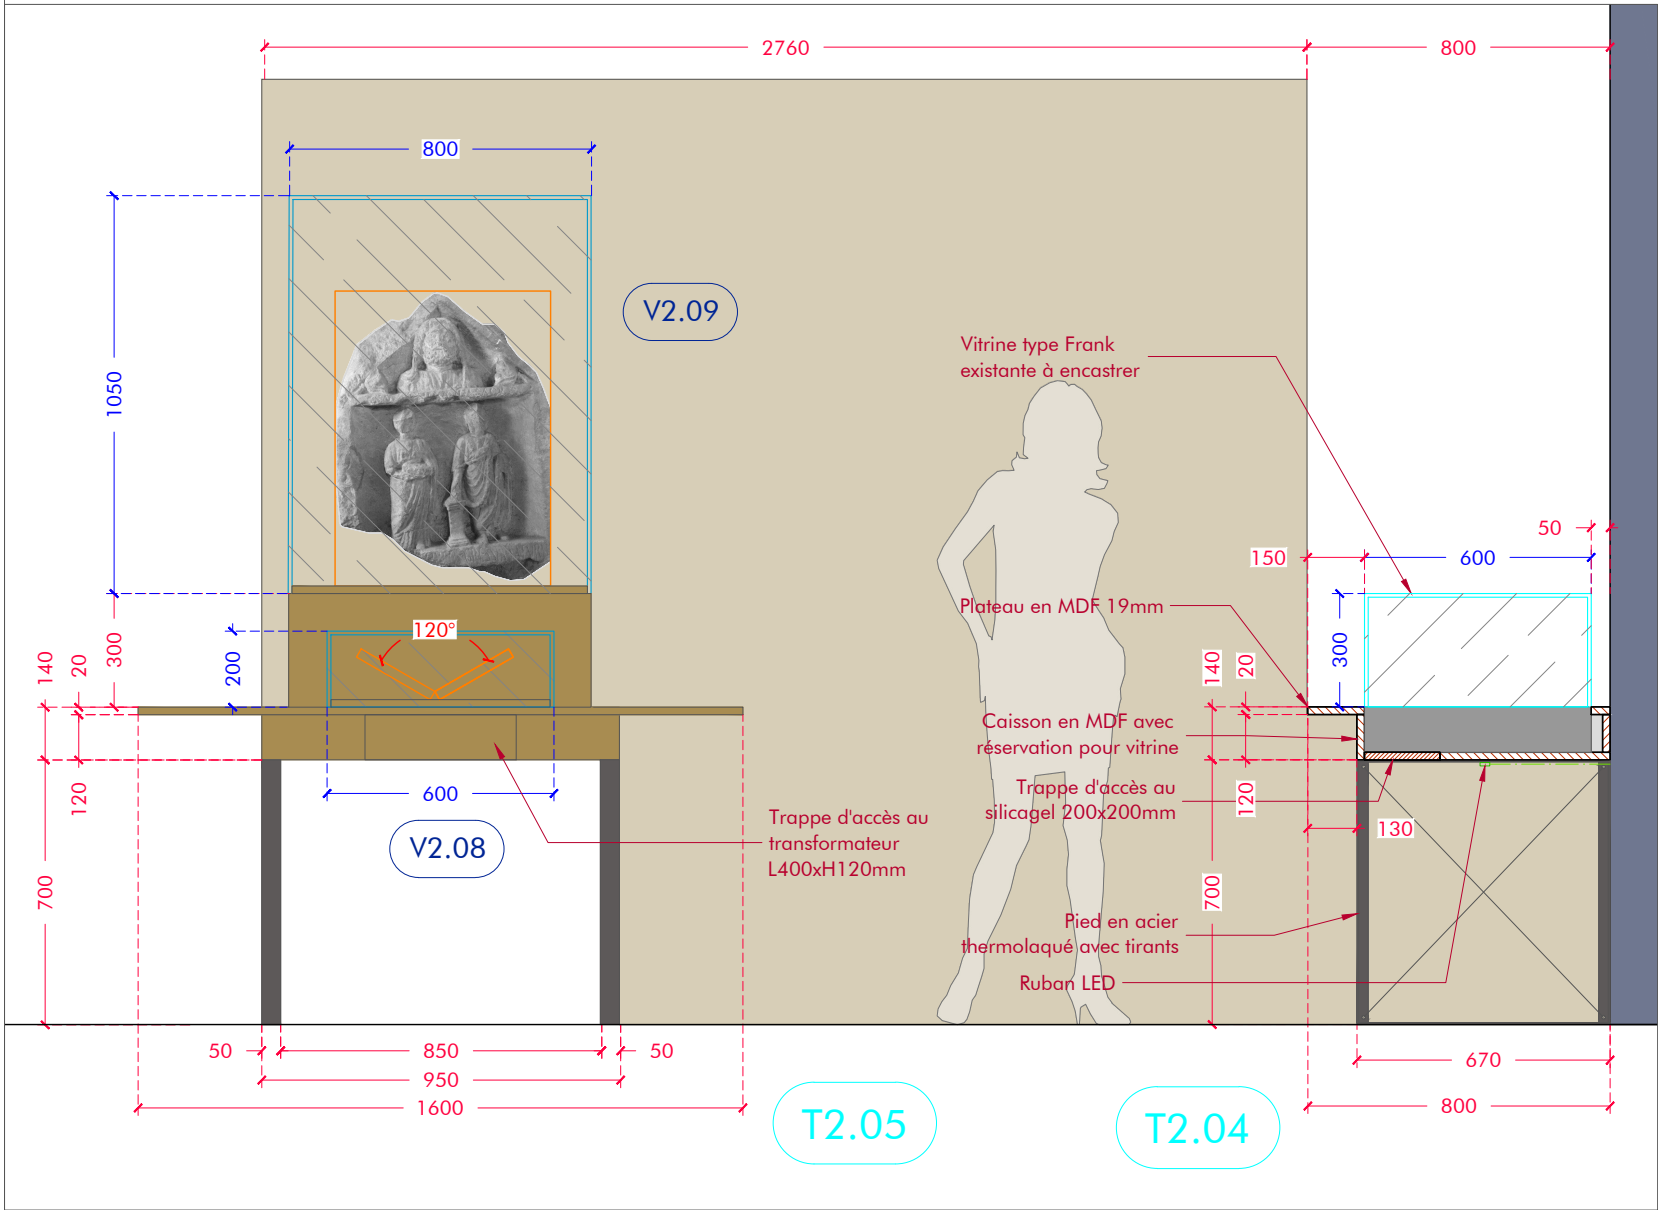 2760
800
800
1050
V2.09
Vitrine type Frank
existante à encastrer
50
150
600
300
120°
Plateau en MDF 19mm
140
20
300
200
140
20
Caisson en MDF avec
réservation pour vitrine
120
600
Trappe d'accès au
silicagel 200x200mm
120
130
Trappe d'accès au
transformateur
L400xH120mm
V2.08
700
700
Pied en acier
thermolaqué avec tirants
Ruban LED
50
850
50
670
950
1600
800
T2.05
T2.04